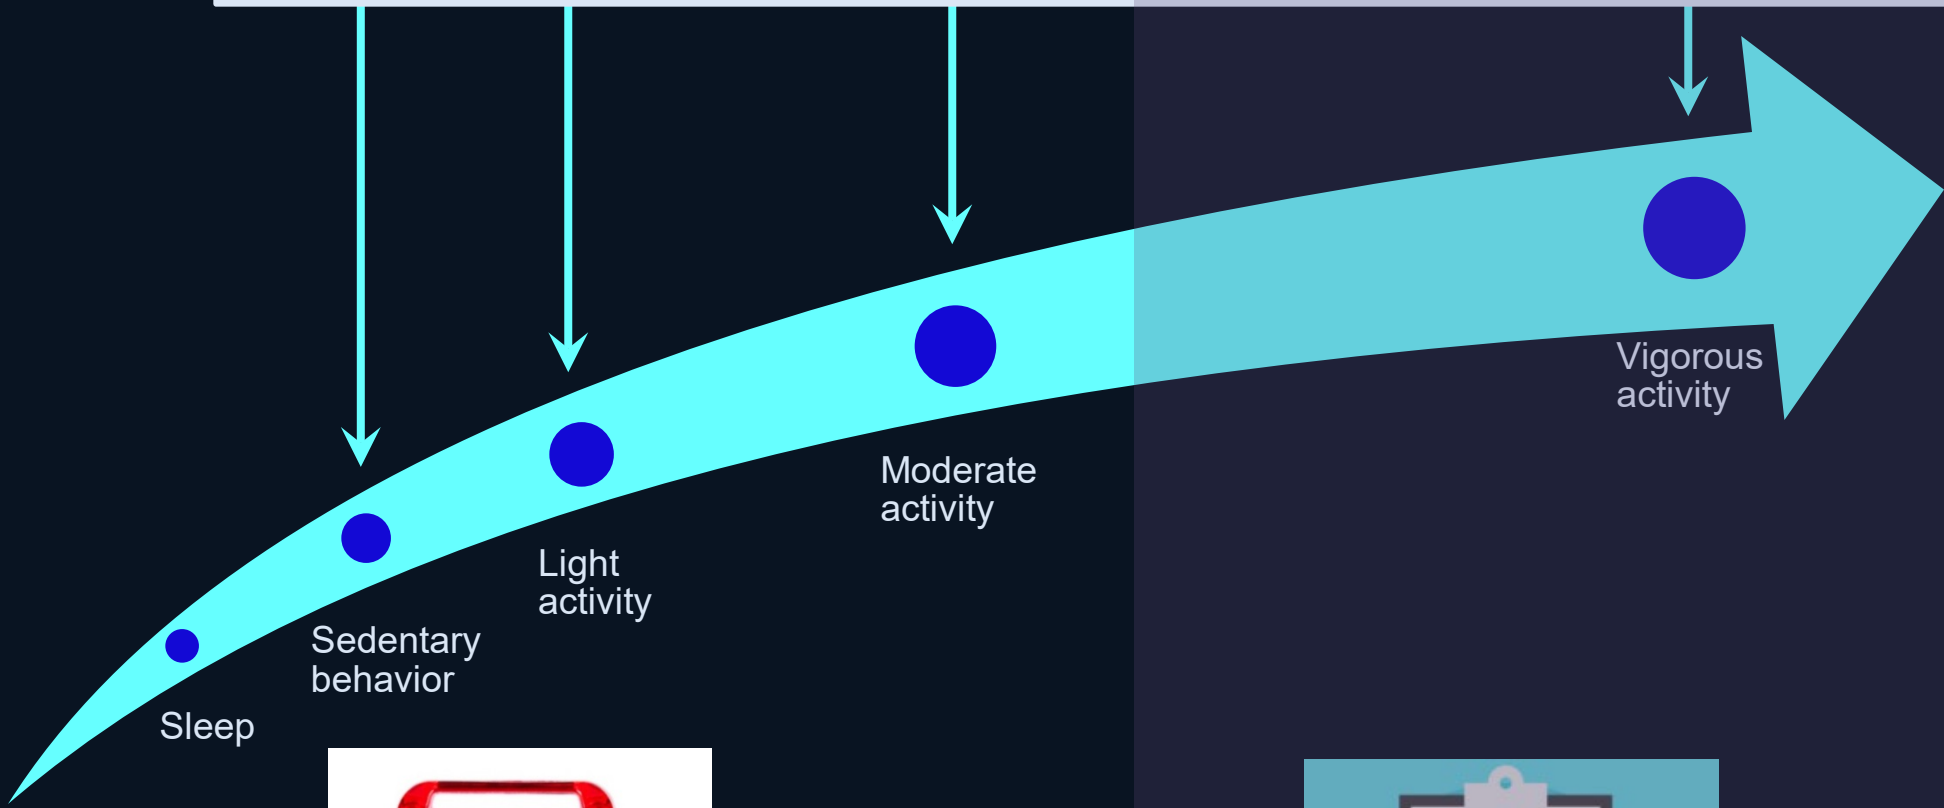 Vigorous
activity
Moderate
activity
Light
activity
Sedentary
behavior
Sleep